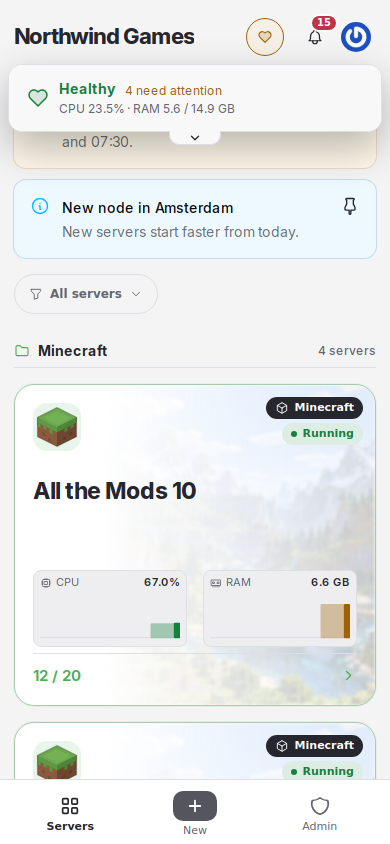 Northwind Games
15
Healthy 4 need attention
CPU 23.5% · RAM 5.6 / 14.9 GB
and 07:30.
New node in Amsterdam
New servers start faster from today.
All servers
Minecraft
4 servers
Minecraft
Running
All the Mods 10
CPU 67.0%
RAM 6.6 GB
12 / 20
Minecraft
Running
Servers
New
Admin